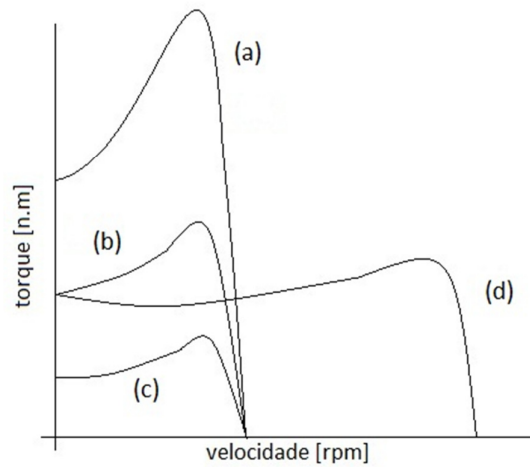 (a)
(b)
(d)
(c)
torque [n.m]
velocidade [rpm]